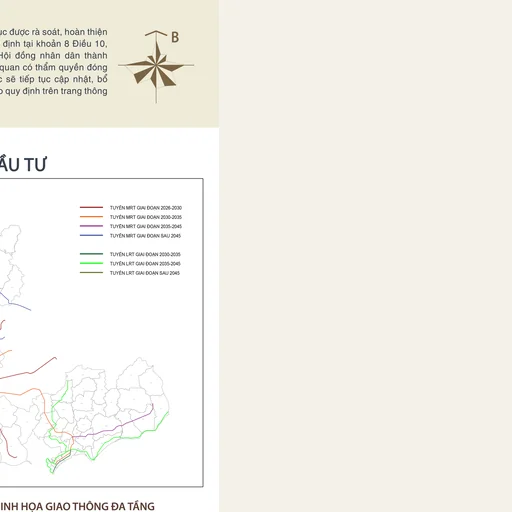 ục được rà soát, hoàn thiện
định tại khoản 8 Điều 10,
Hội đồng nhân dân thành
quan có thẩm quyền đóng
c sẽ tiếp tục cập nhật, bổ
o quy định trên trang thông
B
ẦU TƯ
TUYẾN MRT GIAI ĐOẠN 2026-2030
TUYẾN MRT GIAI ĐOẠN 2030-2035
TUYẾN MRT GIAI ĐOẠN 2035-2045
TUYẾN MRT GIAI ĐOẠN SAU 2045
TUYẾN LRT GIAI ĐOẠN 2030-2035
TUYẾN LRT GIAI ĐOẠN 2035-2045
TUYẾN LRT GIAI ĐOẠN SAU 2045
INH HỌA GIAO THÔNG ĐA TẦNG